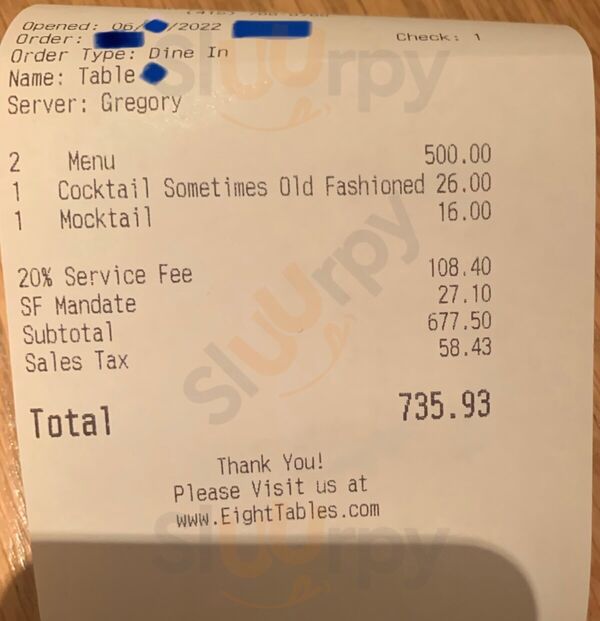 Opened: 06/ /2022
Order:
Check: 1
Order Type: Dine In
Name: Table
Server: Gregory
2 Menu 500.00
1 Cocktail Sometimes Old Fashioned 26.00
1 Mocktail 16.00
20% Service Fee 108.40
SF Mandate 27.10
Subtotal 677.50
Sales Tax 58.43
Total 735.93
Thank You!
Please Visit us at
www.EightTables.com
Sluurpy
Sluurpy
Sluurpy